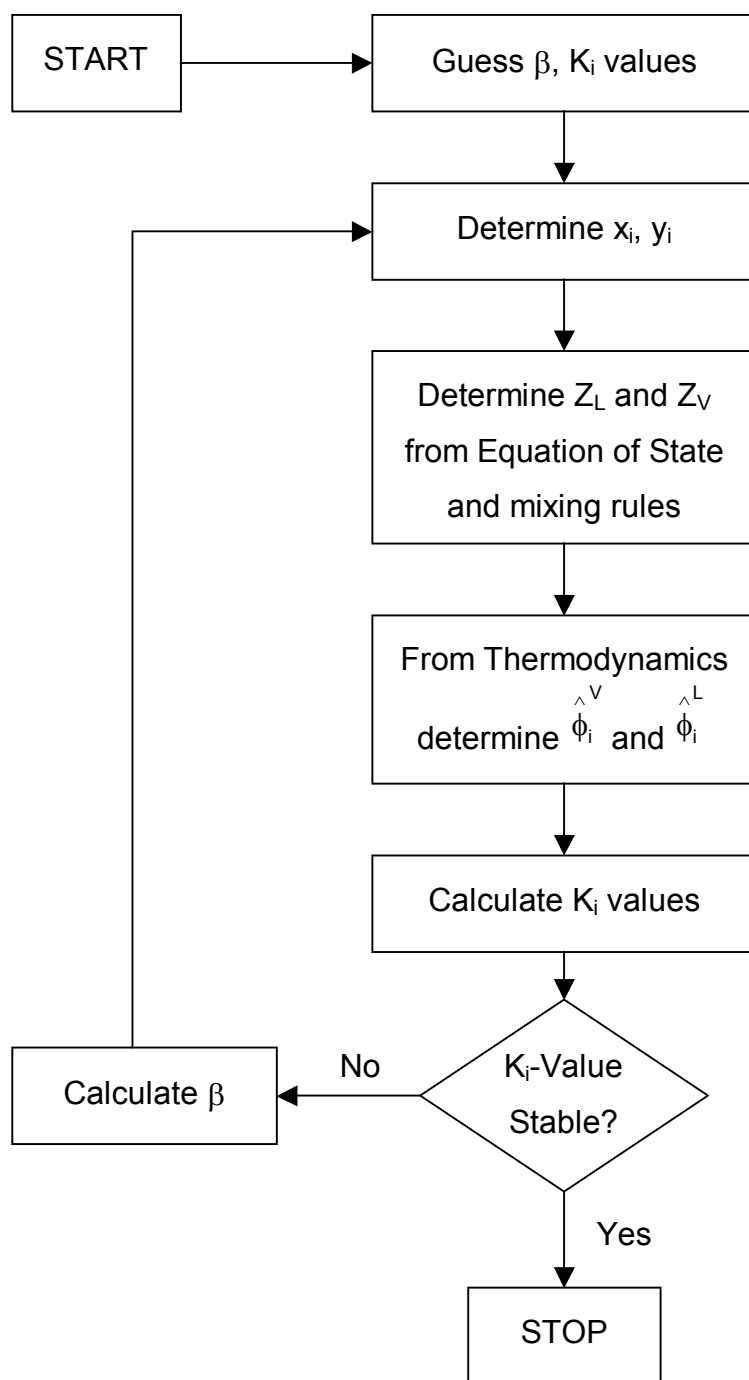 START
Guess β, Kᵢ values
Determine xᵢ, yᵢ
Determine Z_L and Z_V
from Equation of State
and mixing rules
From Thermodynamics
determine φ̂ᵢ^V and φ̂ᵢ^L
Calculate Kᵢ values
Kᵢ-Value
Stable?
No
Calculate β
Yes
STOP